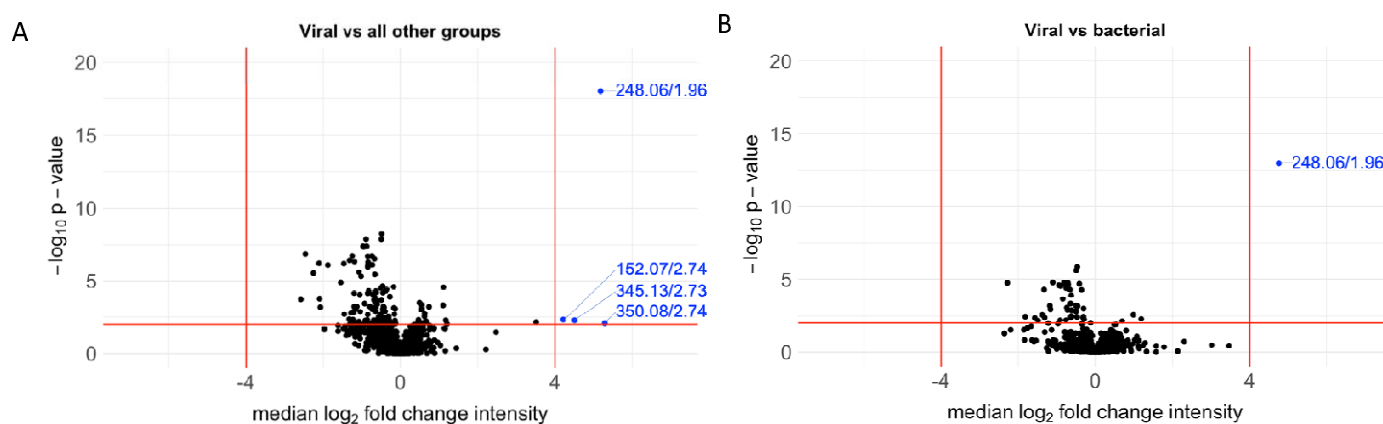 A
Viral vs all other groups
20
15
10
5
0
-4
0
4
248.06/1.96
152.07/2.74
345.13/2.73
350.08/2.74
−log10 p − value
median log2 fold change intensity
B
Viral vs bacterial
20
15
10
5
0
-4
0
4
248.06/1.96
−log10 p − value
median log2 fold change intensity